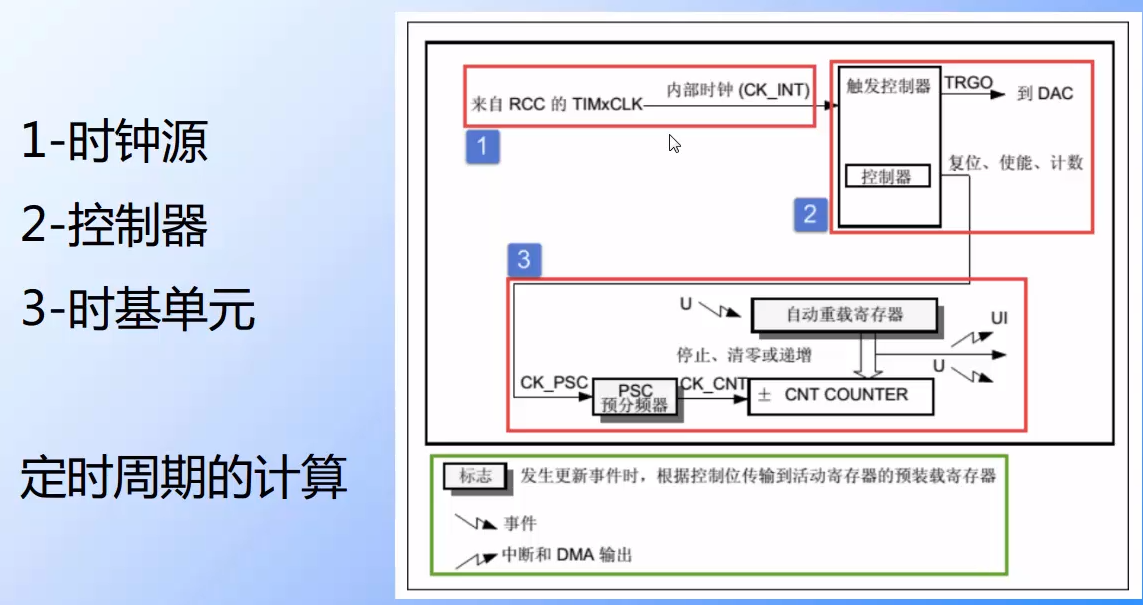 1-时钟源
2-控制器
3-时基单元
定时周期的计算
来自 RCC 的 TIMxCLK
内部时钟 (CK_INT)
1
触发控制器
TRGO
到 DAC
控制器
复位、使能、计数
2
3
U
自动重载寄存器
UI
停止、清零或递增
U
CK_PSC
PSC
预分频器
CK_CNT
± CNT COUNTER
标志
发生更新事件时，根据控制位传输到活动寄存器的预装载寄存器
事件
中断和 DMA 输出